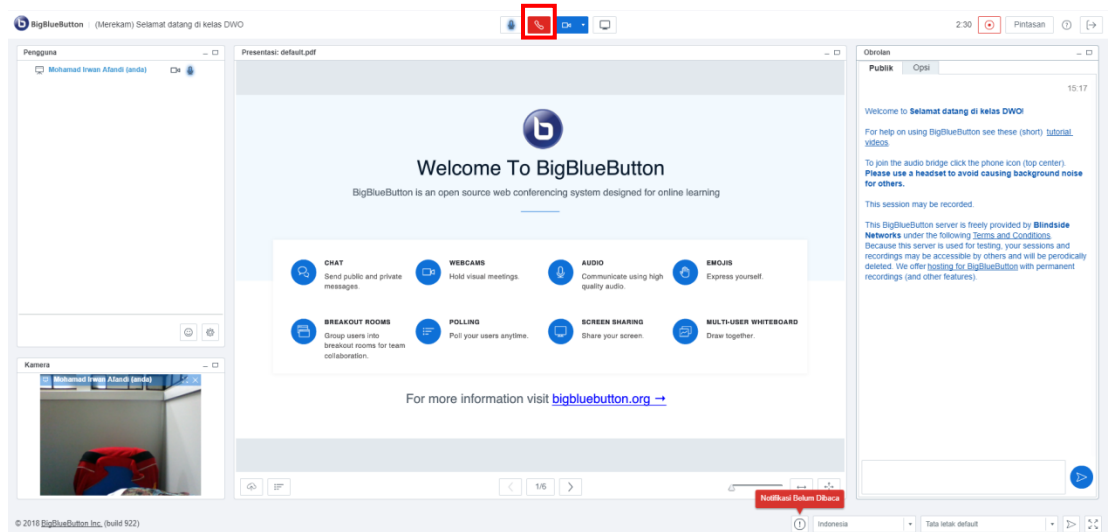 BigBlueButton
(Merekam) Selamat datang di kelas DWO
2:30
Pintasan
Pengguna
Mohamad Irwan Afandi (anda)
Kamera
Mohamad Irwan Afandi (anda)
Presentasi: default.pdf
Welcome To BigBlueButton
BigBlueButton is an open source web conferencing system designed for online learning
CHAT
Send public and private
messages.
WEBCAMS
Hold visual meetings.
AUDIO
Communicate using high
quality audio.
EMOJIS
Express yourself.
BREAKOUT ROOMS
Group users into
breakout rooms for team
collaboration.
POLLING
Poll your users anytime.
SCREEN SHARING
Share your screen.
MULTI-USER WHITEBOARD
Draw together.
For more information visit bigbluebutton.org →
1/6
Obrolan
Publik
Opsi
15:17
Welcome to Selamat datang di kelas DWO!
For help on using BigBlueButton see these (short) tutorial
videos.
To join the audio bridge click the phone icon (top center).
Please use a headset to avoid causing background noise
for others.
This session may be recorded.
This BigBlueButton server is freely provided by Blindside
Networks under the following Terms and Conditions.
Because this server is used for testing, your sessions and
recordings may be accessible by others and will be perodically
deleted. We offer hosting for BigBlueButton with permanent
recordings (and other features).
Notifikasi Belum Dibaca
© 2018 BigBlueButton Inc. (build 922)
Indonesia
Tata letak default